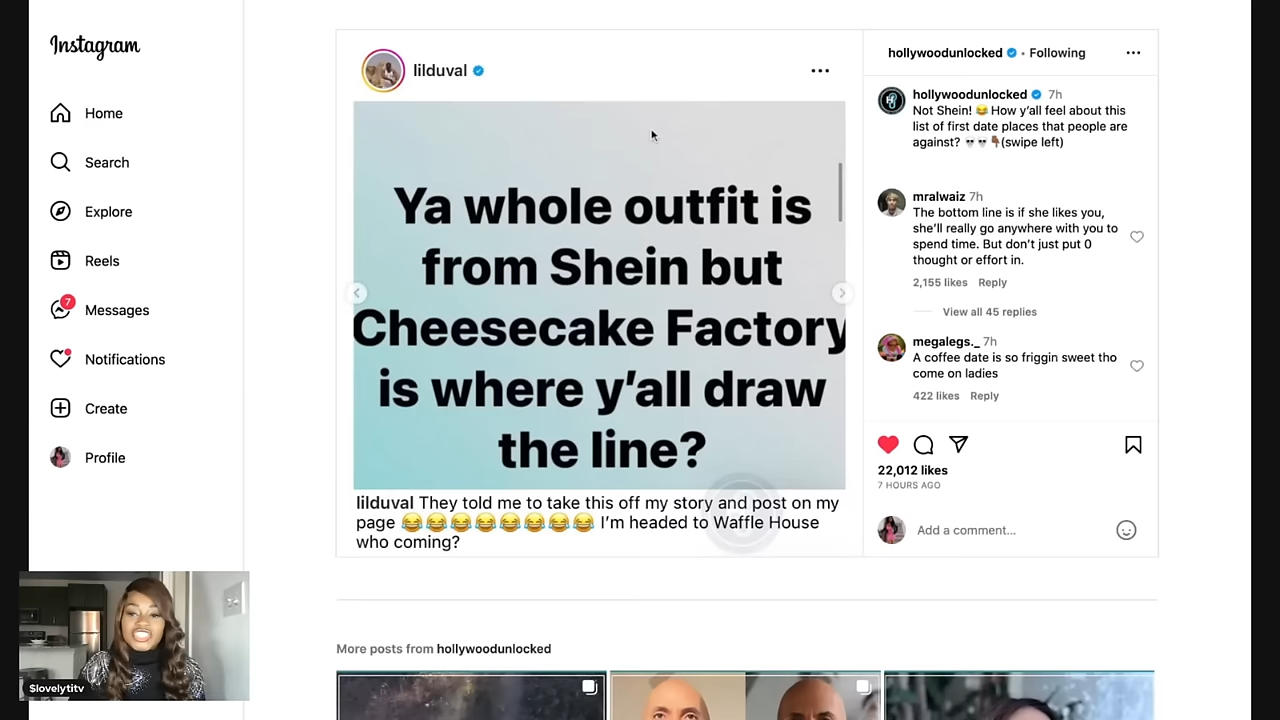 Instagram
Home
Search
Explore
Reels
7
Messages
Notifications
Create
Profile
lilduval
Ya whole outfit is
from Shein but
Cheesecake Factory
is where y’all draw
the line?
lilduval They told me to take this off my story and post on my
page 😂😂😂😂😂😂😂😂 I’m headed to Waffle House
who coming?
hollywoodunlocked • Following
hollywoodunlocked 7h
Not Shein! 😂 How y’all feel about this
list of first date places that people are
against? 💀💀👇🏾(swipe left)
mralwaiz 7h
The bottom line is if she likes you,
she’ll really go anywhere with you to
spend time. But don’t just put 0
thought or effort in.
2,155 likes Reply
View all 45 replies
megalegs._ 7h
A coffee date is so friggin sweet tho
come on ladies
422 likes Reply
22,012 likes
7 HOURS AGO
Add a comment...
More posts from hollywoodunlocked
Slovelytitv